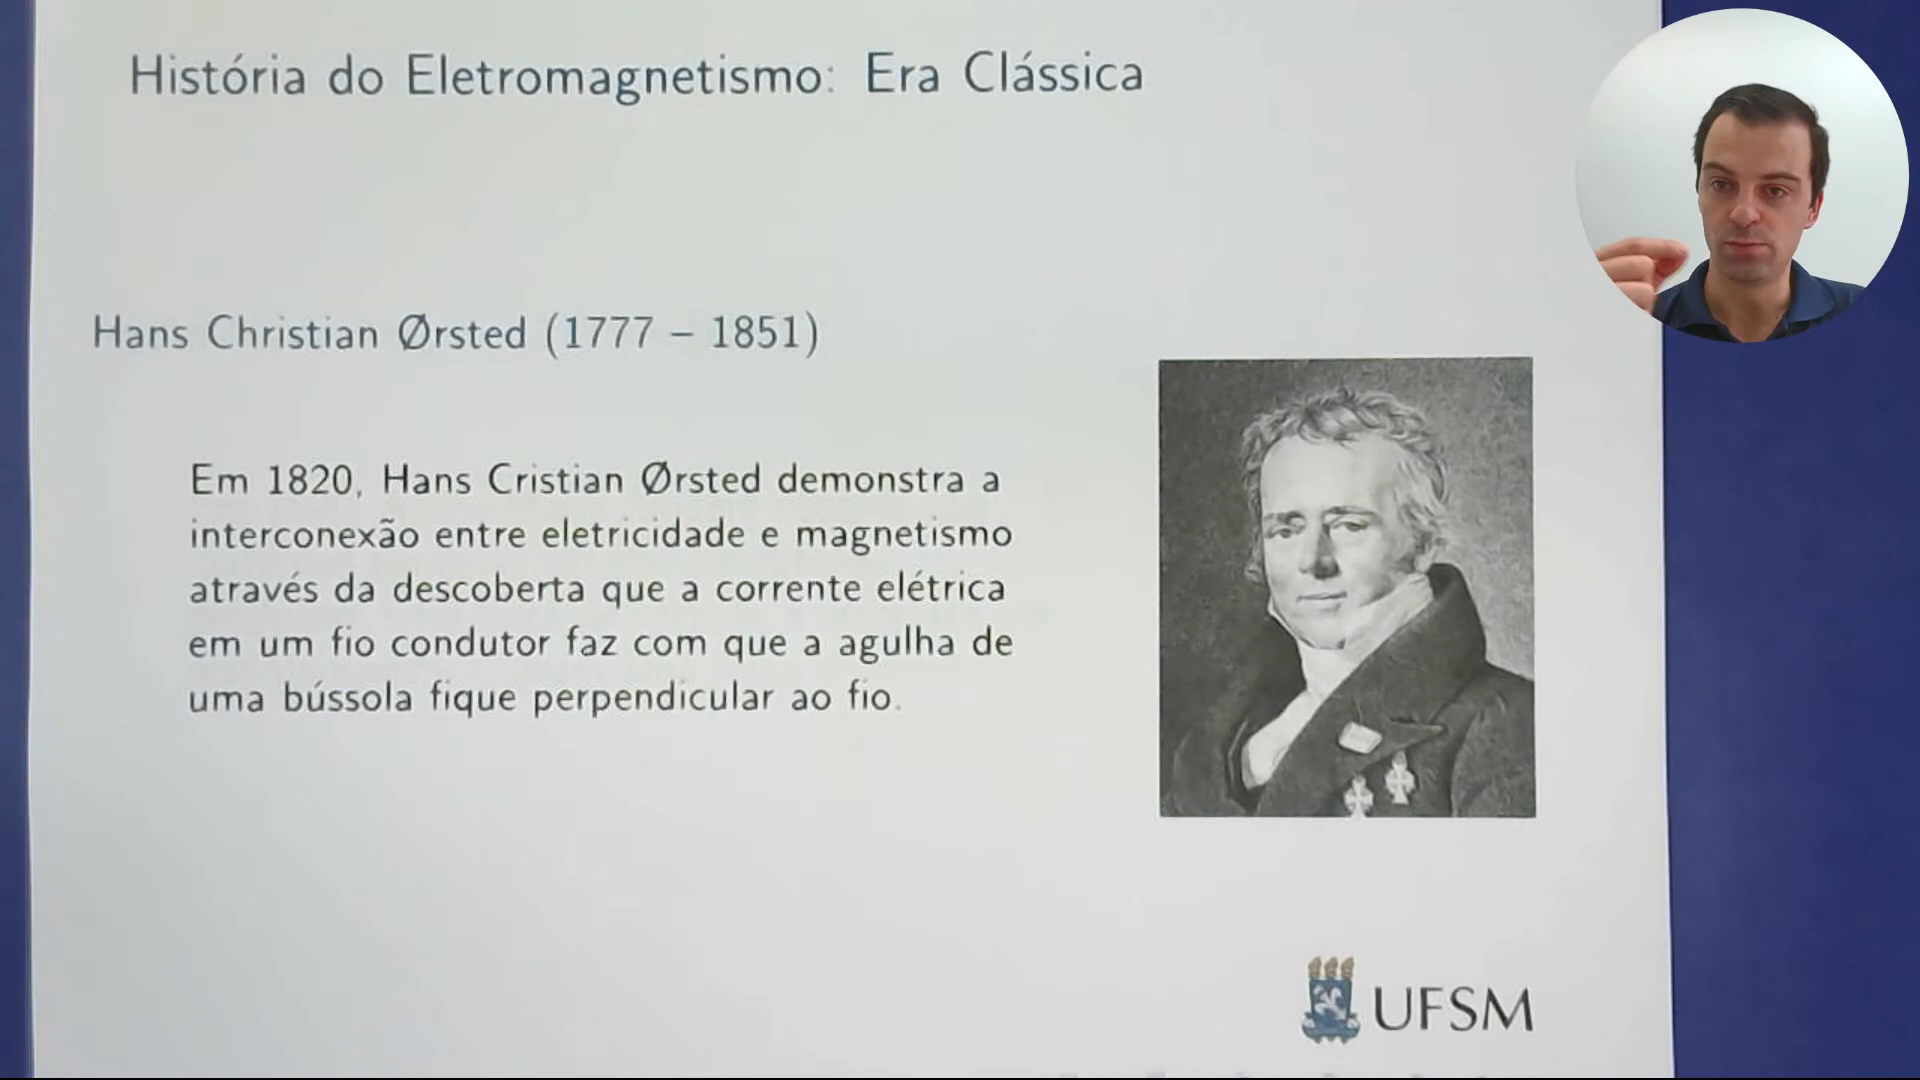 História do Eletromagnetismo: Era Clássica
Hans Christian Ørsted (1777 – 1851)
Em 1820, Hans Cristian Ørsted demonstra a
interconexão entre eletricidade e magnetismo
através da descoberta que a corrente elétrica
em um fio condutor faz com que a agulha de
uma bússola fique perpendicular ao fio.
UFSM